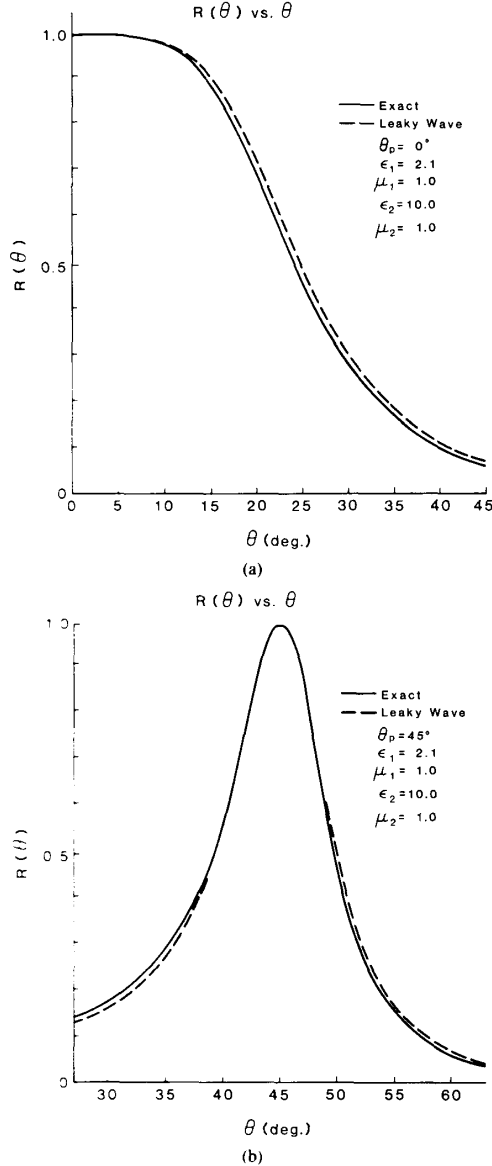 R(θ) vs. θ
1.0
0.5
0
R(θ)
Exact
Leaky Wave
θp= 0°
ϵ1= 2.1
μ1= 1.0
ϵ2=10.0
μ2= 1.0
0 5 10 15 20 25 30 35 40 45
θ (deg.)
(a)
R(θ) vs. θ
1.0
0.5
0
R(θ)
Exact
Leaky Wave
θp=45°
ϵ1= 2.1
μ1= 1.0
ϵ2=10.0
μ2= 1.0
30 35 40 45 50 55 60
θ (deg.)
(b)